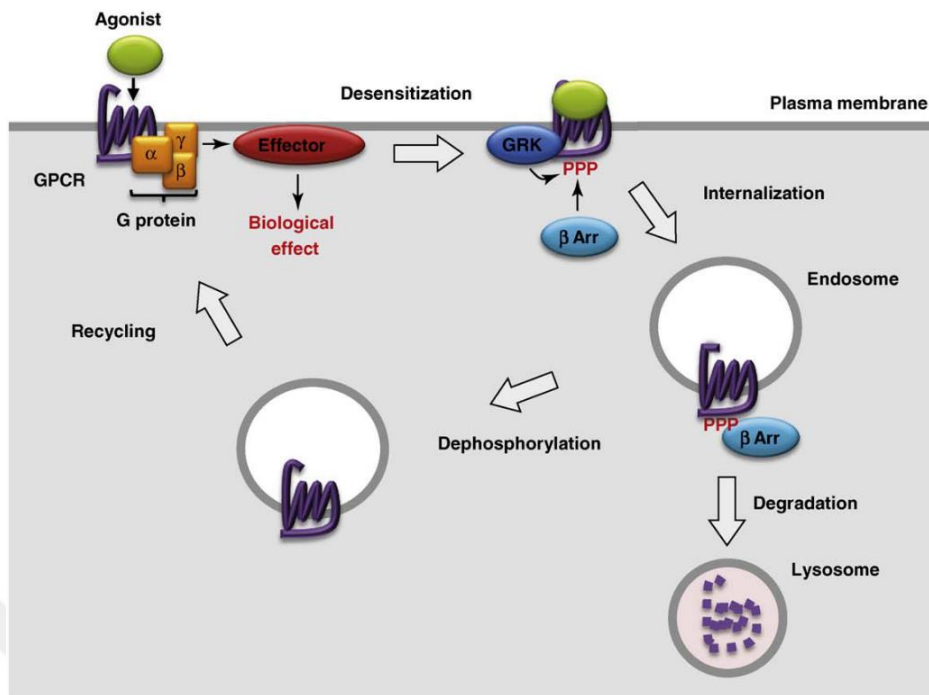 Agonist
Desensitization
Plasma membrane
GRK
Effector
γ
α
β
GPCR
PPP
Internalization
G protein
Biological
effect
β Arr
Endosome
Recycling
PPP
β Arr
Dephosphorylation
Degradation
Lysosome